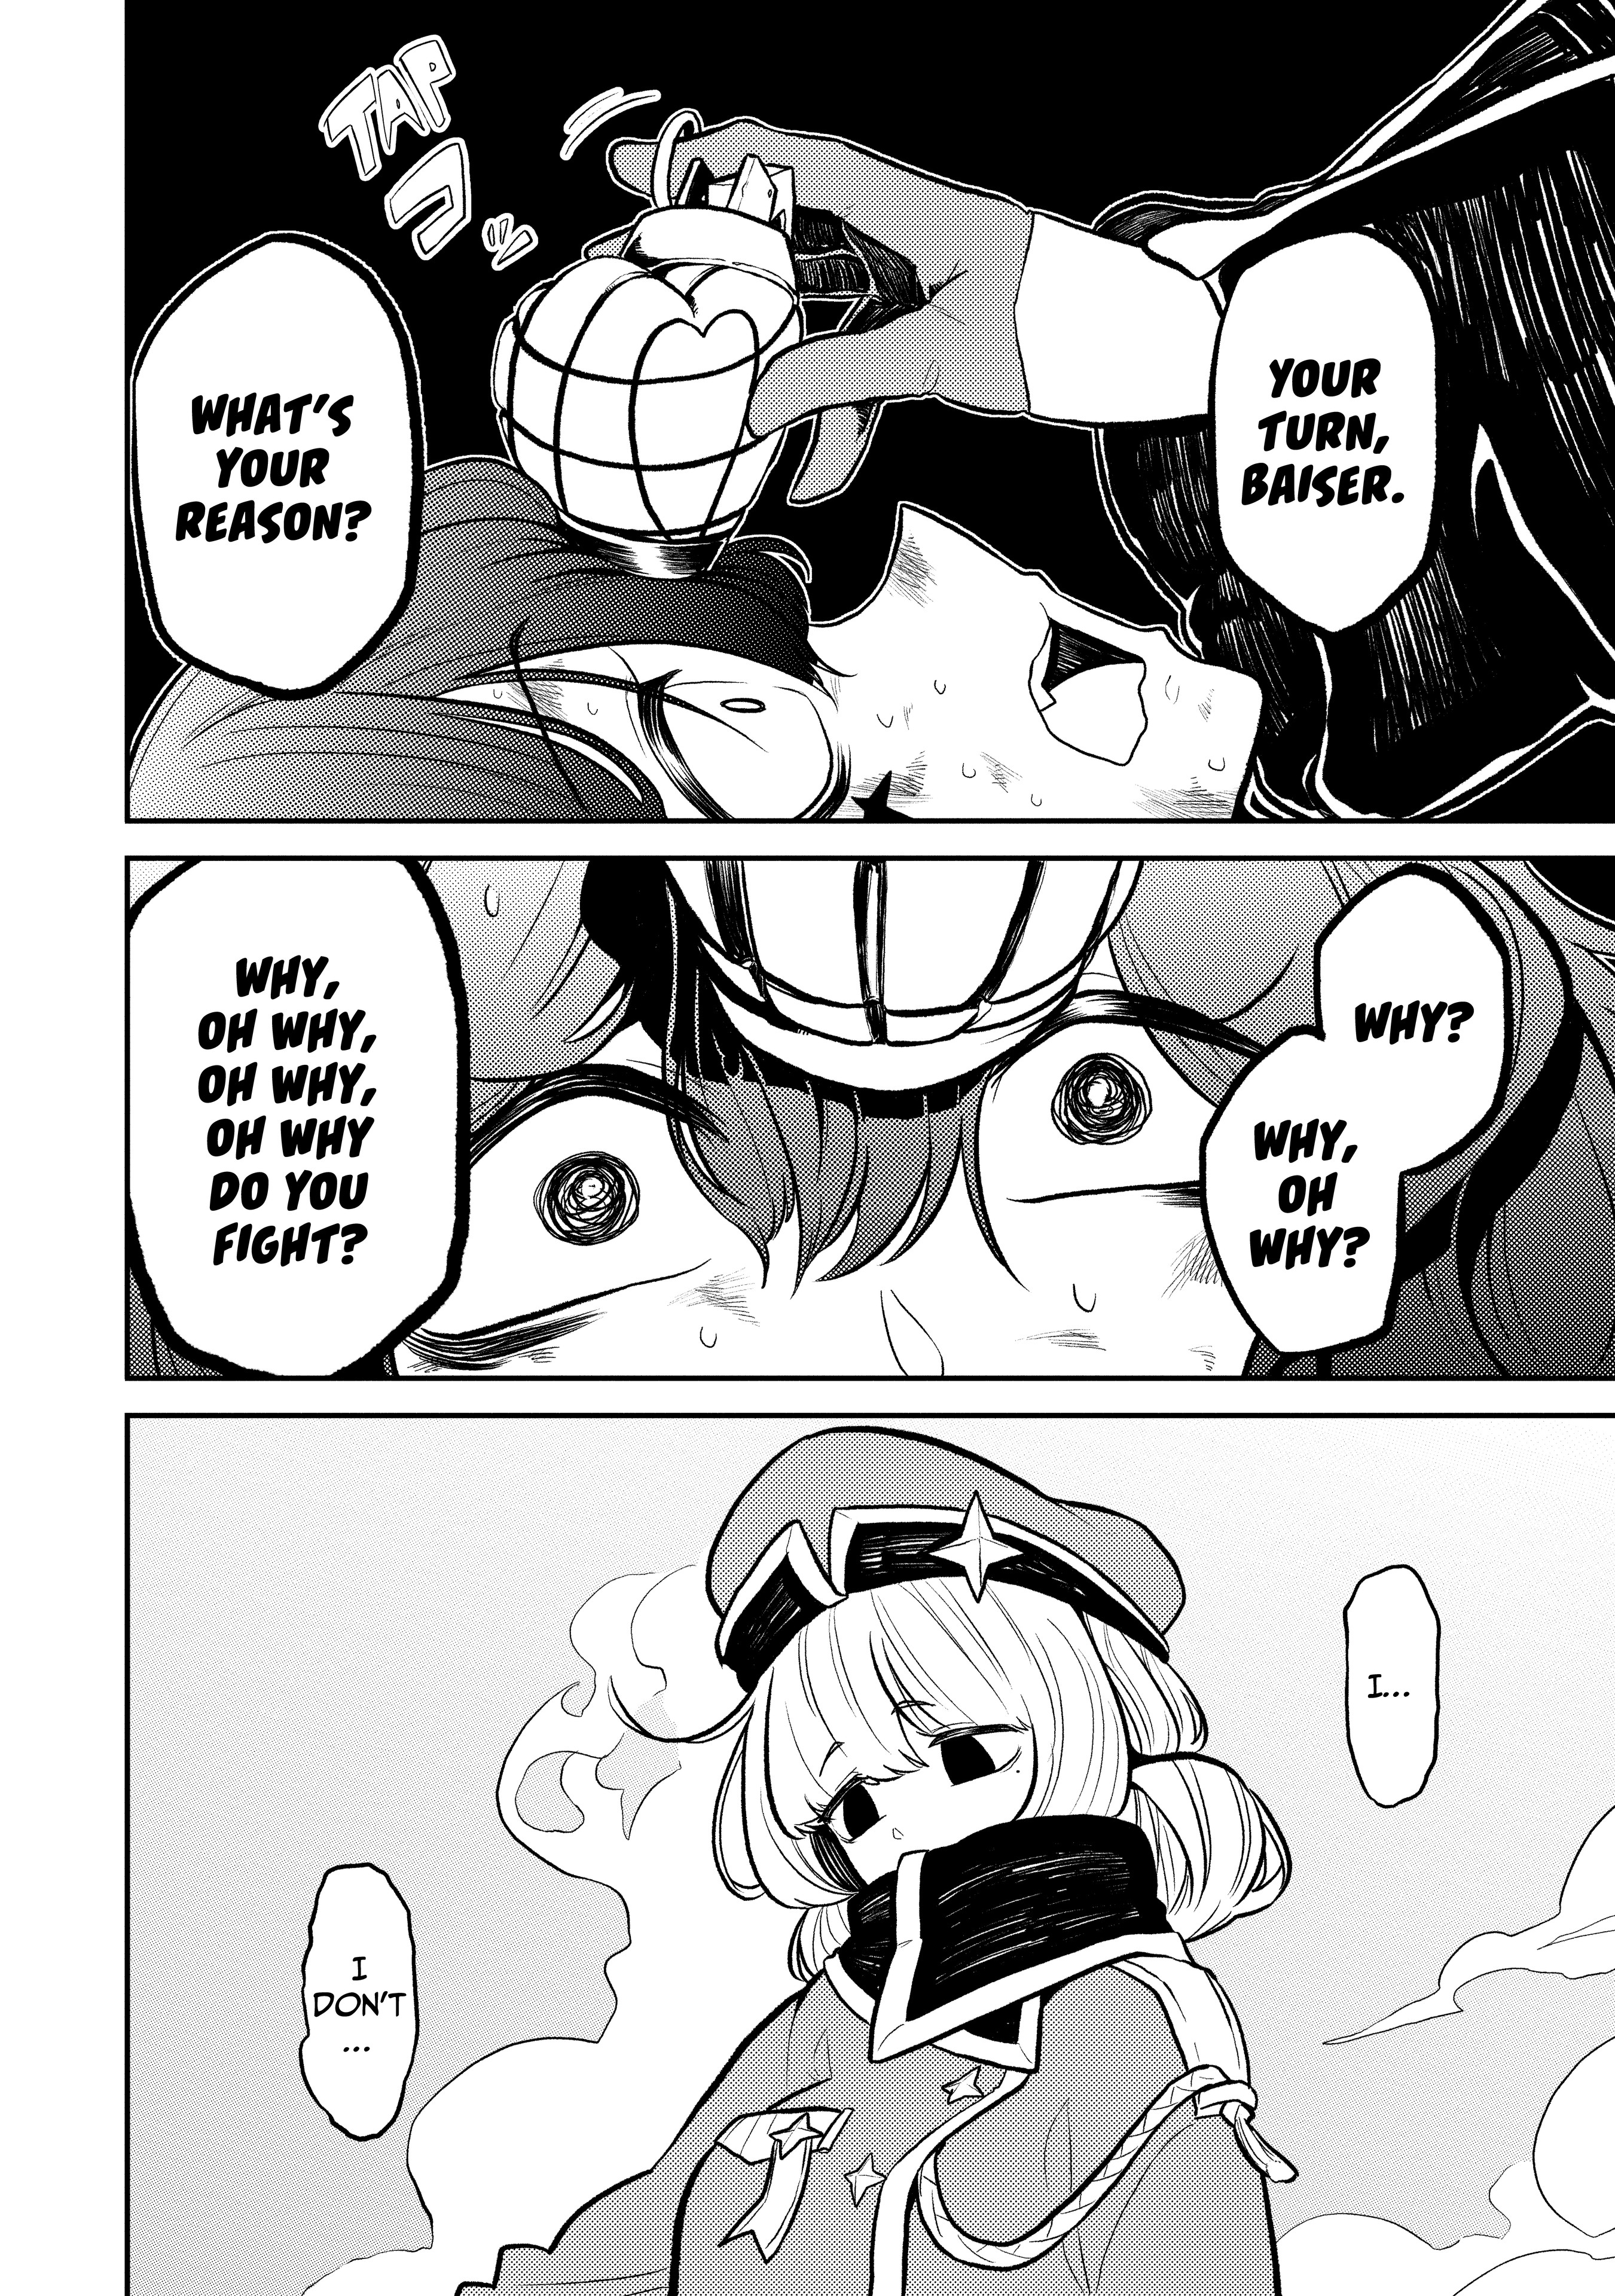 TAP
コッ
YOUR
TURN,
BAISER.
WHAT'S
YOUR
REASON?
WHY?
WHY,
OH
WHY?
WHY,
OH WHY,
OH WHY,
OH WHY
DO YOU
FIGHT?
I...
I
DON'T
...